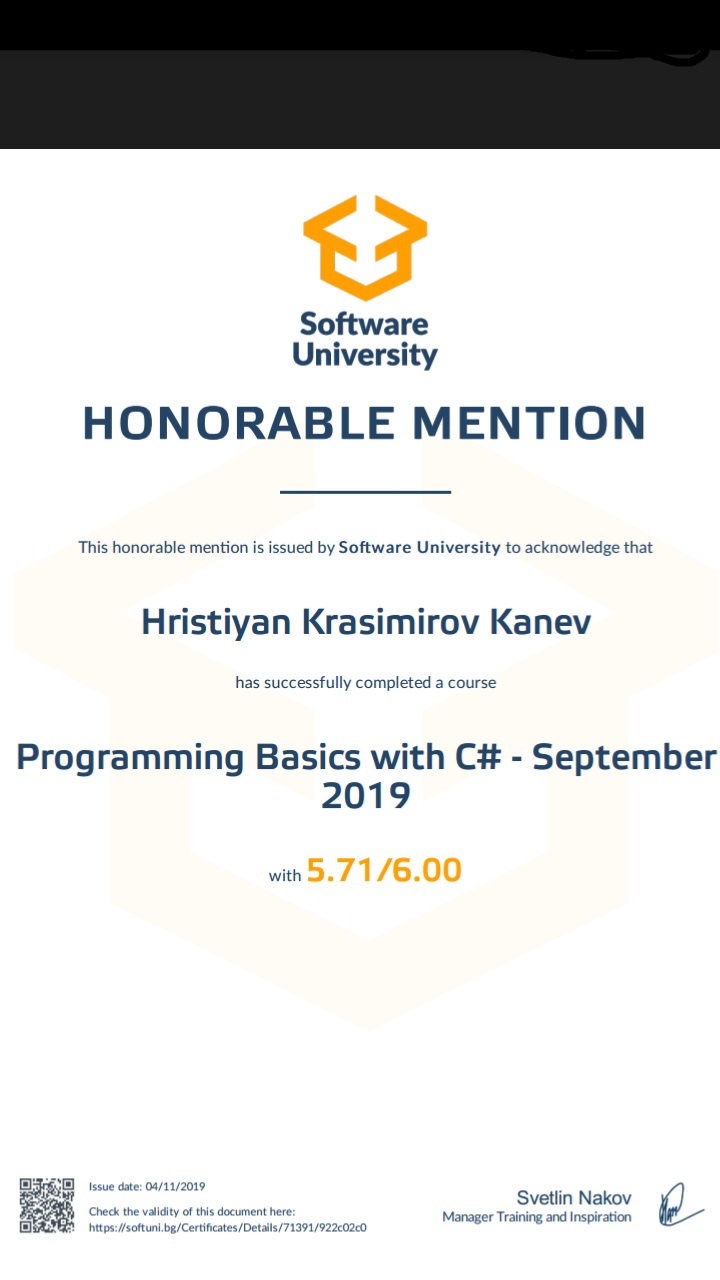 Software
University
HONORABLE MENTION
This honorable mention is issued by Software University to acknowledge that
Hristiyan Krasimirov Kanev
has successfully completed a course
Programming Basics with C# - September
2019
with 5.71/6.00
Issue date: 04/11/2019
Check the validity of this document here:
https://softuni.bg/Certificates/Details/71391/922c02c0
Svetlin Nakov
Manager Training and Inspiration